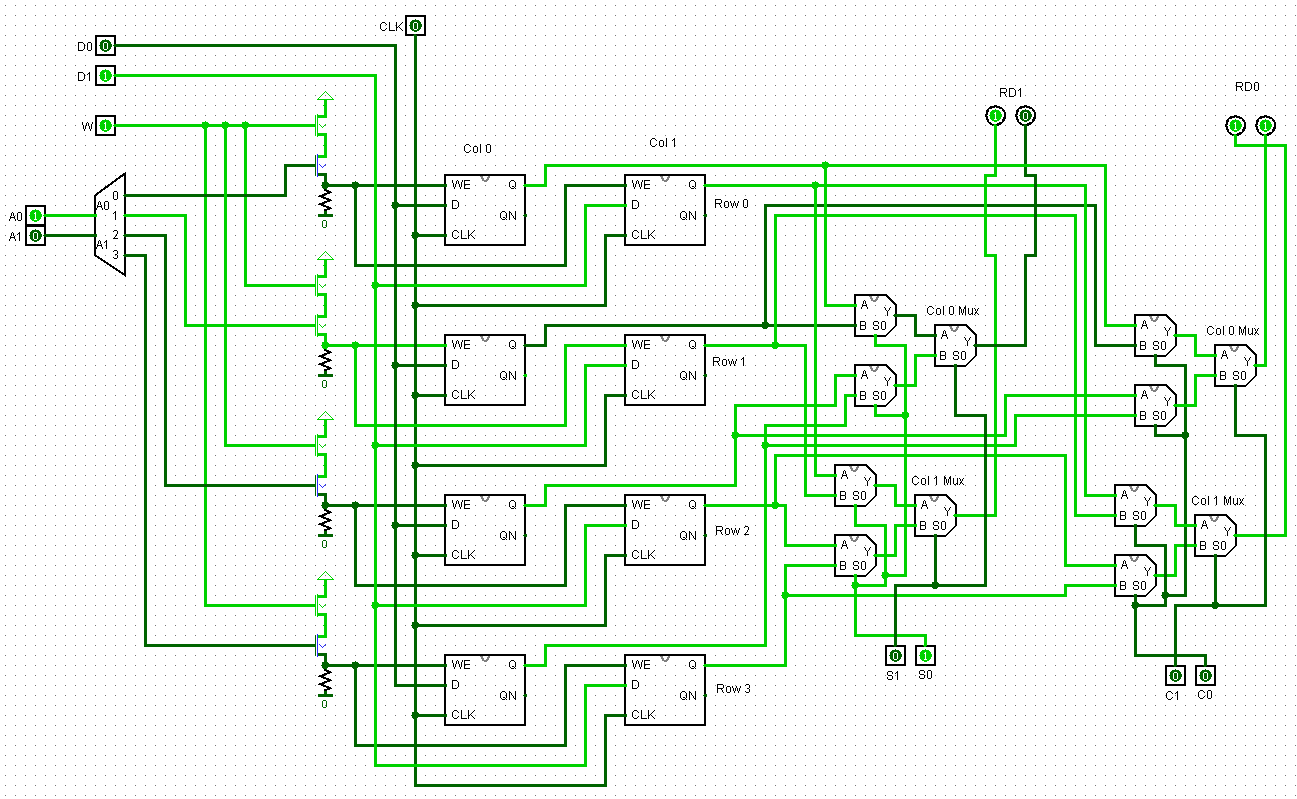 CLK 0
D0 0
D1 1
W 1
RD1
1 0
RD0
1 1
Col 0
Col 1
A0 1
A1 0
A0
A1
0
1
2
3
WE Q
D QN
CLK
WE Q
D QN
CLK
Row 0
0
WE Q
D QN
CLK
WE Q
D QN
CLK
Row 1
0
WE Q
D QN
CLK
WE Q
D QN
CLK
Row 2
0
WE Q
D QN
CLK
WE Q
D QN
CLK
Row 3
0
A Y
B S0
Col 0 Mux
A Y
B S0
A Y
B S0
A Y
B S0
Col 1 Mux
A Y
B S0
A Y
B S0
0 1
S1 S0
A Y
B S0
Col 0 Mux
A Y
B S0
A Y
B S0
A Y
B S0
Col 1 Mux
A Y
B S0
A Y
B S0
0 0
C1 C0